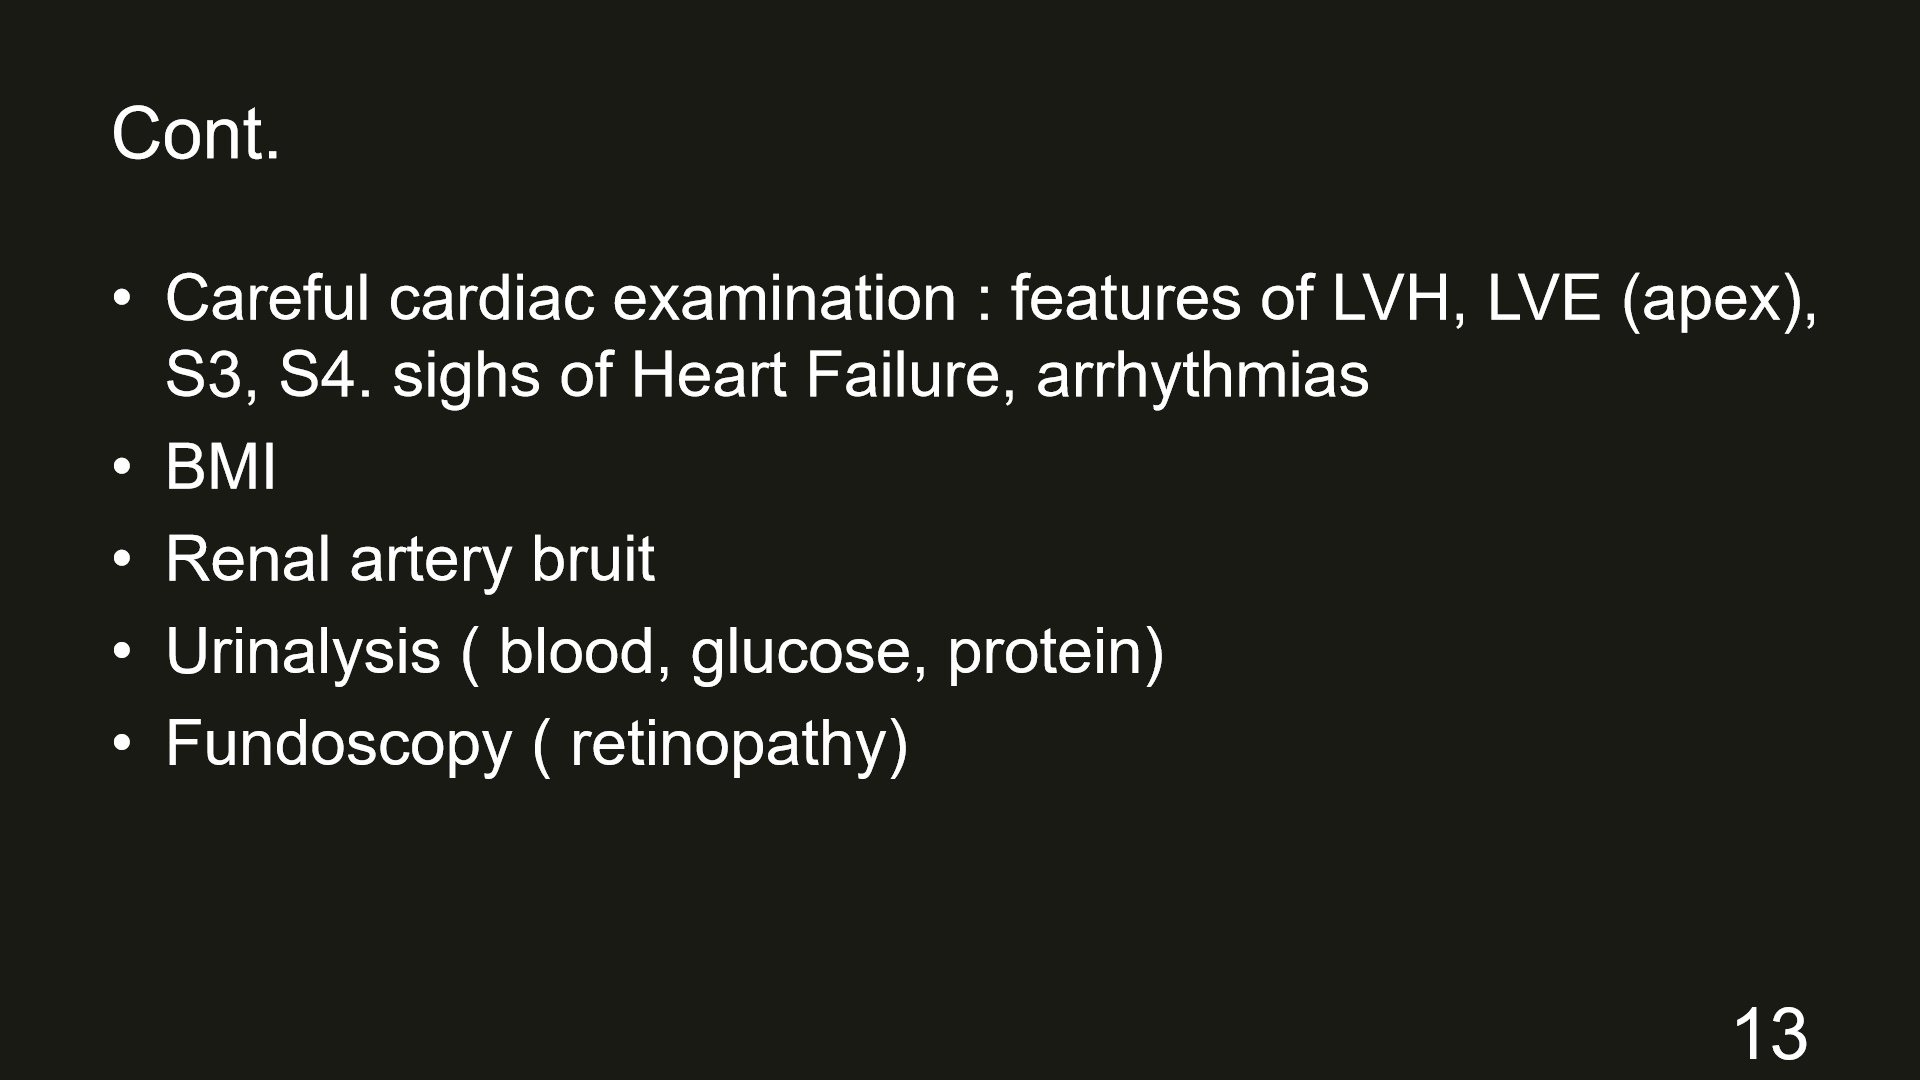 Cont.
• Careful cardiac examination : features of LVH, LVE (apex),
S3, S4. sighs of Heart Failure, arrhythmias
• BMI
• Renal artery bruit
• Urinalysis ( blood, glucose, protein)
• Fundoscopy ( retinopathy)
13